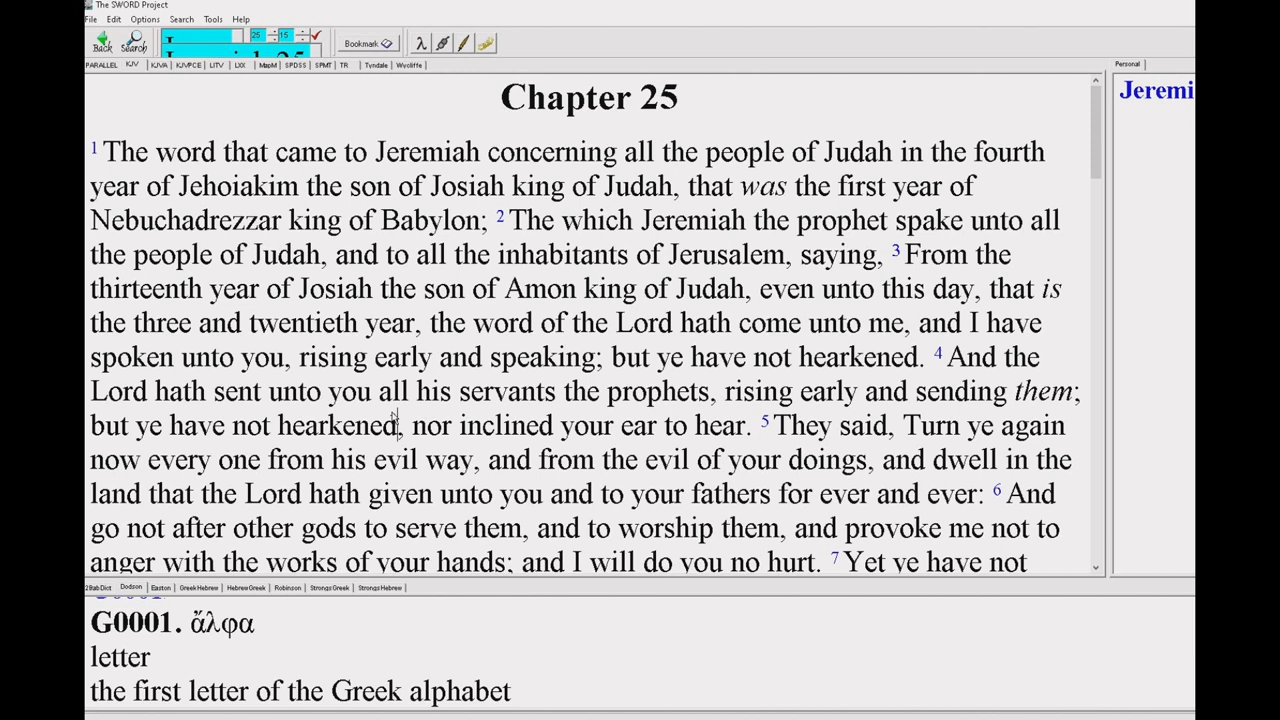 The SWORD Project
File Edit Options Search Tools Help
Back Search 25 15 Bookmark λ
PARALLEL KJV KJVA KJVPCE LITV LXX MapM SPDSS SPMT TR Tyndale Wycliffe
Personal
Jeremi
Chapter 25
1 The word that came to Jeremiah concerning all the people of Judah in the fourth
year of Jehoiakim the son of Josiah king of Judah, that was the first year of
Nebuchadrezzar king of Babylon; 2 The which Jeremiah the prophet spake unto all
the people of Judah, and to all the inhabitants of Jerusalem, saying, 3 From the
thirteenth year of Josiah the son of Amon king of Judah, even unto this day, that is
the three and twentieth year, the word of the Lord hath come unto me, and I have
spoken unto you, rising early and speaking; but ye have not hearkened. 4 And the
Lord hath sent unto you all his servants the prophets, rising early and sending them;
but ye have not hearkened, nor inclined your ear to hear. 5 They said, Turn ye again
now every one from his evil way, and from the evil of your doings, and dwell in the
land that the Lord hath given unto you and to your fathers for ever and ever: 6 And
go not after other gods to serve them, and to worship them, and provoke me not to
anger with the works of your hands; and I will do you no hurt. 7 Yet ye have not
2BabDict Dodson Easton GreekHebrew HebrewGreek Robinson StrongsGreek StrongsHebrew
G0001. ἄλφα
letter
the first letter of the Greek alphabet